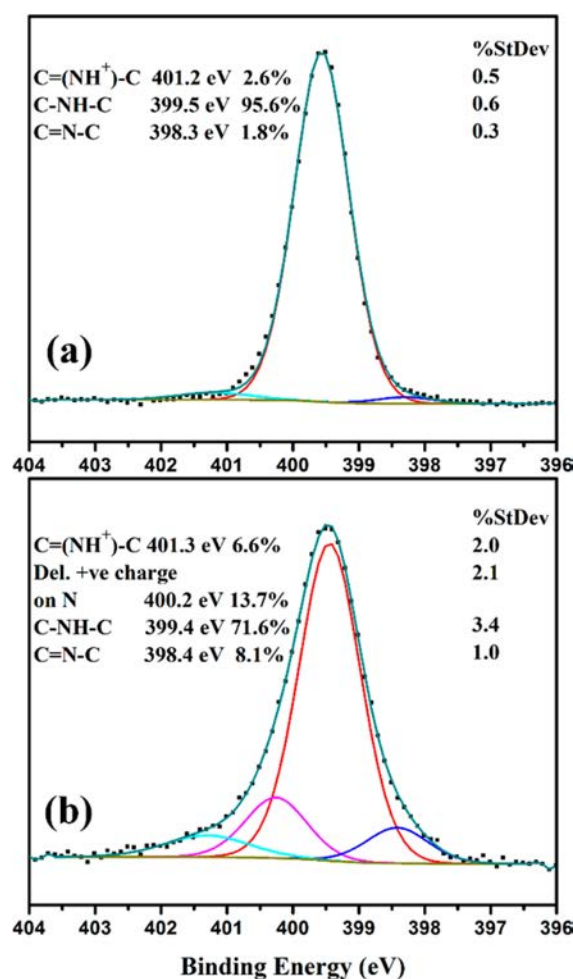 %StDev
C=(NH⁺)-C 401.2 eV 2.6% 0.5
C-NH-C 399.5 eV 95.6% 0.6
C=N-C 398.3 eV 1.8% 0.3
(a)
404 403 402 401 400 399 398 397 396
%StDev
C=(NH⁺)-C 401.3 eV 6.6% 2.0
Del. +ve charge 2.1
on N 400.2 eV 13.7%
C-NH-C 399.4 eV 71.6% 3.4
C=N-C 398.4 eV 8.1% 1.0
(b)
404 403 402 401 400 399 398 397 396
Binding Energy (eV)